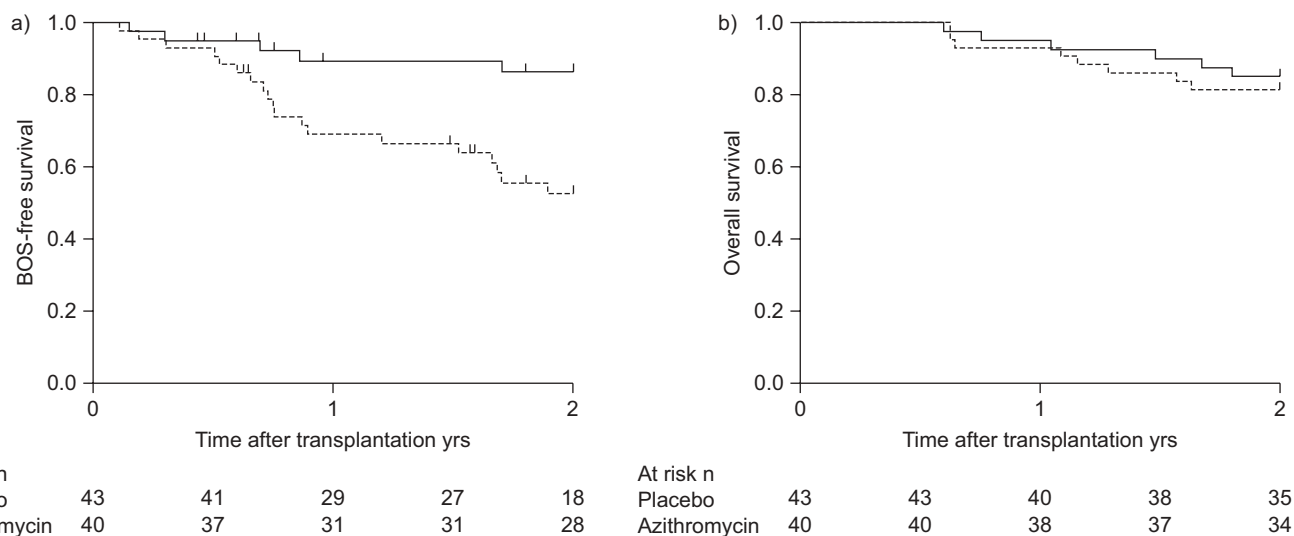 a)
1.0
0.8
0.6
0.4
0.2
0.0
BOS-free survival
0 1 2
Time after transplantation yrs
n
o 43 41 29 27 18
mycin 40 37 31 31 28
b)
1.0
0.8
0.6
0.4
0.2
0.0
Overall survival
0 1 2
Time after transplantation yrs
At risk n
Placebo 43 43 40 38 35
Azithromycin 40 40 38 37 34